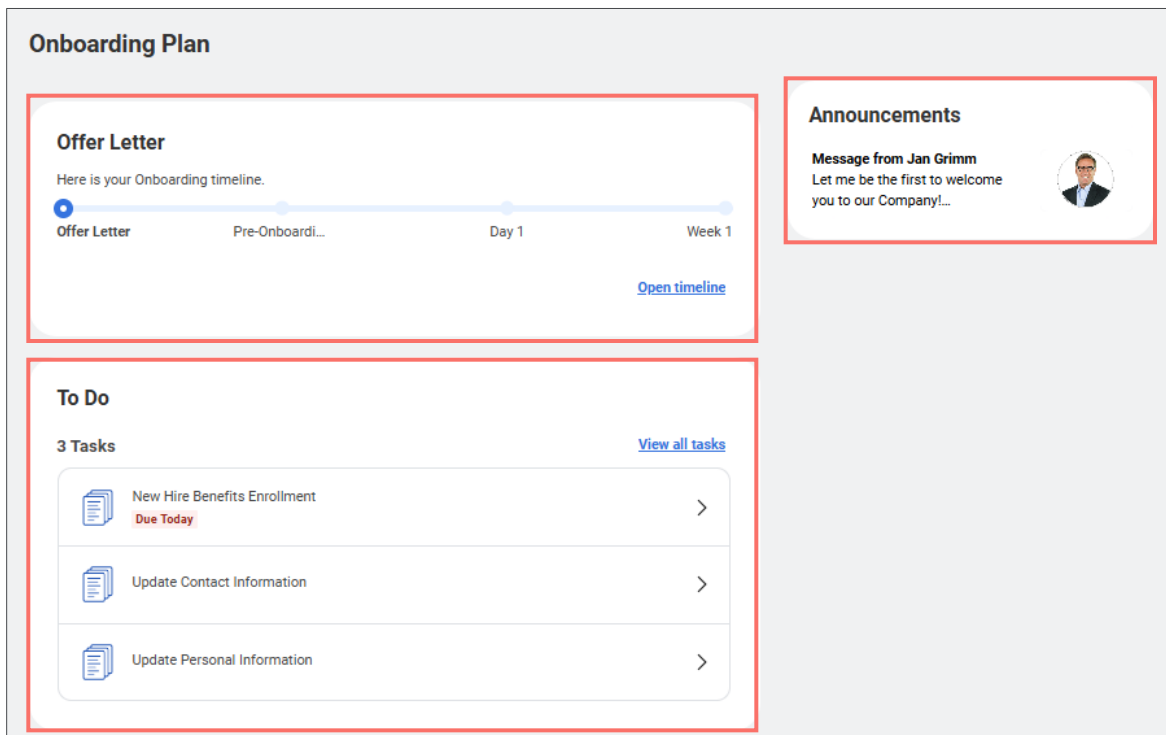 Onboarding Plan
Offer Letter
Here is your Onboarding timeline.
Offer Letter
Pre-Onboardi...
Day 1
Week 1
Open timeline
To Do
3 Tasks
View all tasks
New Hire Benefits Enrollment
Due Today
Update Contact Information
Update Personal Information
Announcements
Message from Jan Grimm
Let me be the first to welcome
you to our Company!...